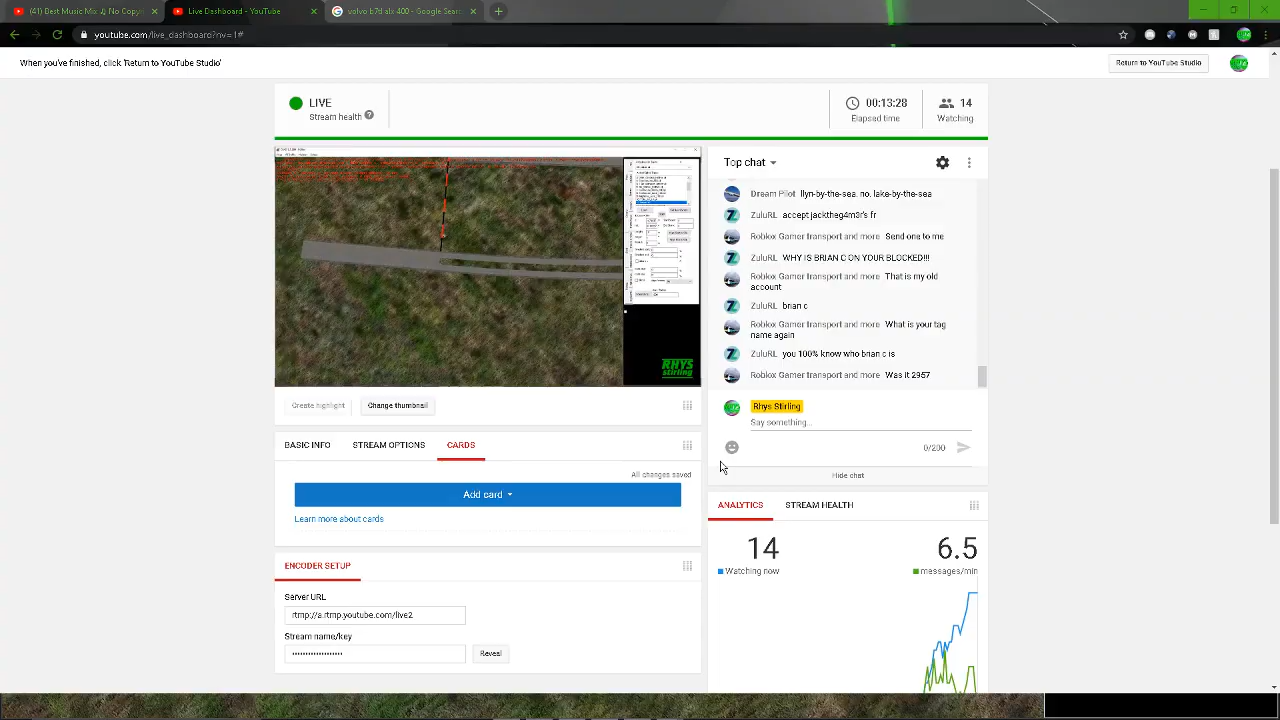 (41) Best Music Mix ♫ No Copyri
Live Dashboard - YouTube
volvo b7tl alx 400 - Google Sear
youtube.com/live_dashboard?nv=1#
When you've finished, click 'Return to YouTube Studio'
Return to YouTube Studio
LIVE
Stream health
00:13:28
Elapsed time
14
Watching
RHYS
stirling
Create highlight
Change thumbnail
BASIC INFO
STREAM OPTIONS
CARDS
All changes saved
Add card
Learn more about cards
ENCODER SETUP
Server URL
rtmp://a.rtmp.youtube.com/live2
Stream name/key
Reveal
Top chat
Dream Pilot fly-the-sea, no, lake-by-the-sea
ZuluRL accept jax-thegreats fr
Roblox Gamer transport and more Send one to me
ZuluRL WHY IS BRIAN C ON YOUR BLOCKED!!!
Roblox Gamer transport and more That is my old
account
ZuluRL brian c
Roblox Gamer transport and more What is your tag
name again
ZuluRL you 100% know who brian c is
Roblox Gamer transport and more Was it 2957
Rhys Stirling
Say something...
0/200
Hide chat
ANALYTICS
STREAM HEALTH
14
Watching now
6.5
messages/min